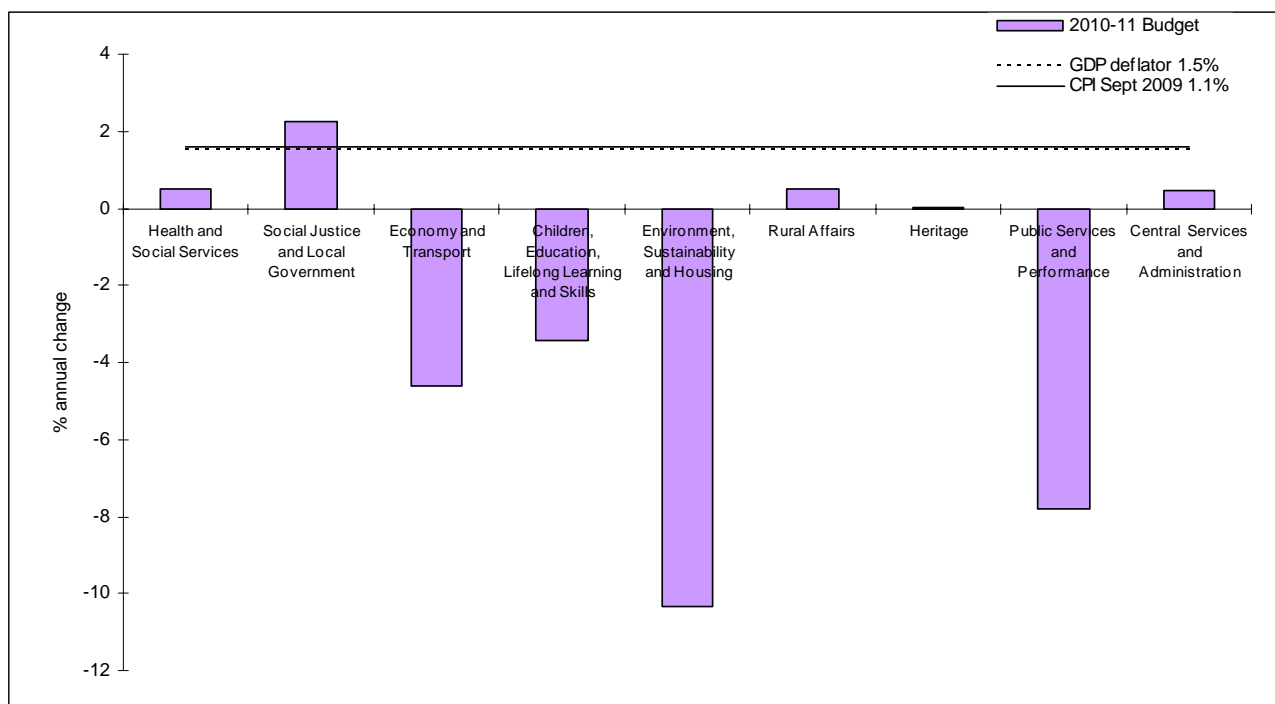 2010-11 Budget
GDP deflator 1.5%
CPI Sept 2009 1.1%
% annual change
4
2
0
-2
-4
-6
-8
-10
-12
Health and
Social Services
Social Justice
and Local
Government
Economy and
Transport
Children,
Education,
Lifelong Learning
and Skills
Environment,
Sustainability
and Housing
Rural Affairs
Heritage
Public Services
and
Performance
Central Services
and
Administration